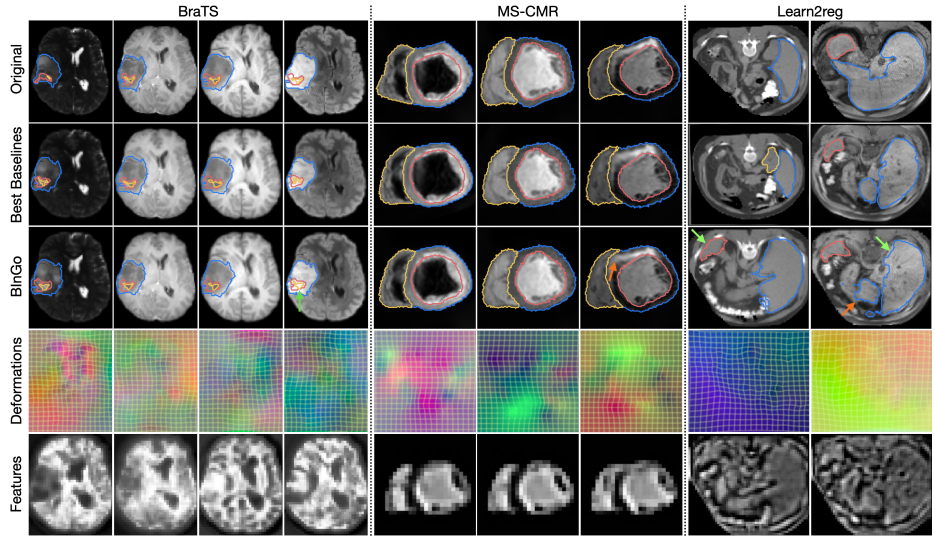 BraTS
MS-CMR
Learn2reg
Original
Best Baselines
BInGo
Deformations
Features